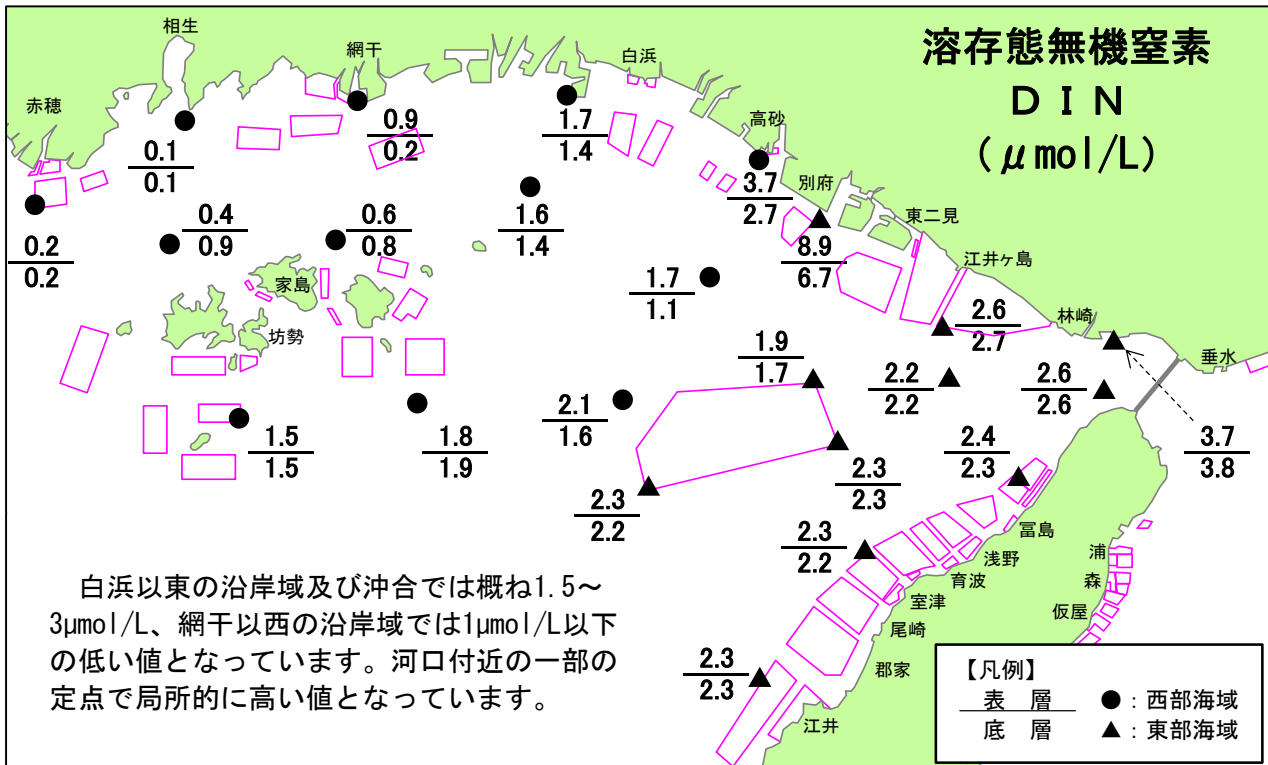 溶存態無機窒素
ＤＩＮ
(μmol/L)
相生
網干
白浜
赤穂
高砂
別府
東二見
江井ヶ島
林崎
垂水
家島
坊勢
0.1
0.1
0.9
0.2
1.7
1.4
3.7
2.7
0.2
0.2
0.4
0.9
0.6
0.8
1.6
1.4
8.9
6.7
1.7
1.1
2.6
2.7
1.9
1.7
2.2
2.2
2.6
2.6
3.7
3.8
2.1
1.6
1.5
1.5
1.8
1.9
2.4
2.3
2.3
2.3
2.3
2.2
2.3
2.2
2.3
2.3
冨島
浅野
育波
室津
尾崎
郡家
江井
浦
森
仮屋
白浜以東の沿岸域及び沖合では概ね1.5～
3μmol/L、網干以西の沿岸域では1μmol/L以下
の低い値となっています。河口付近の一部の
定点で局所的に高い値となっています。
【凡例】
表　層　●：西部海域
底　層　▲：東部海域